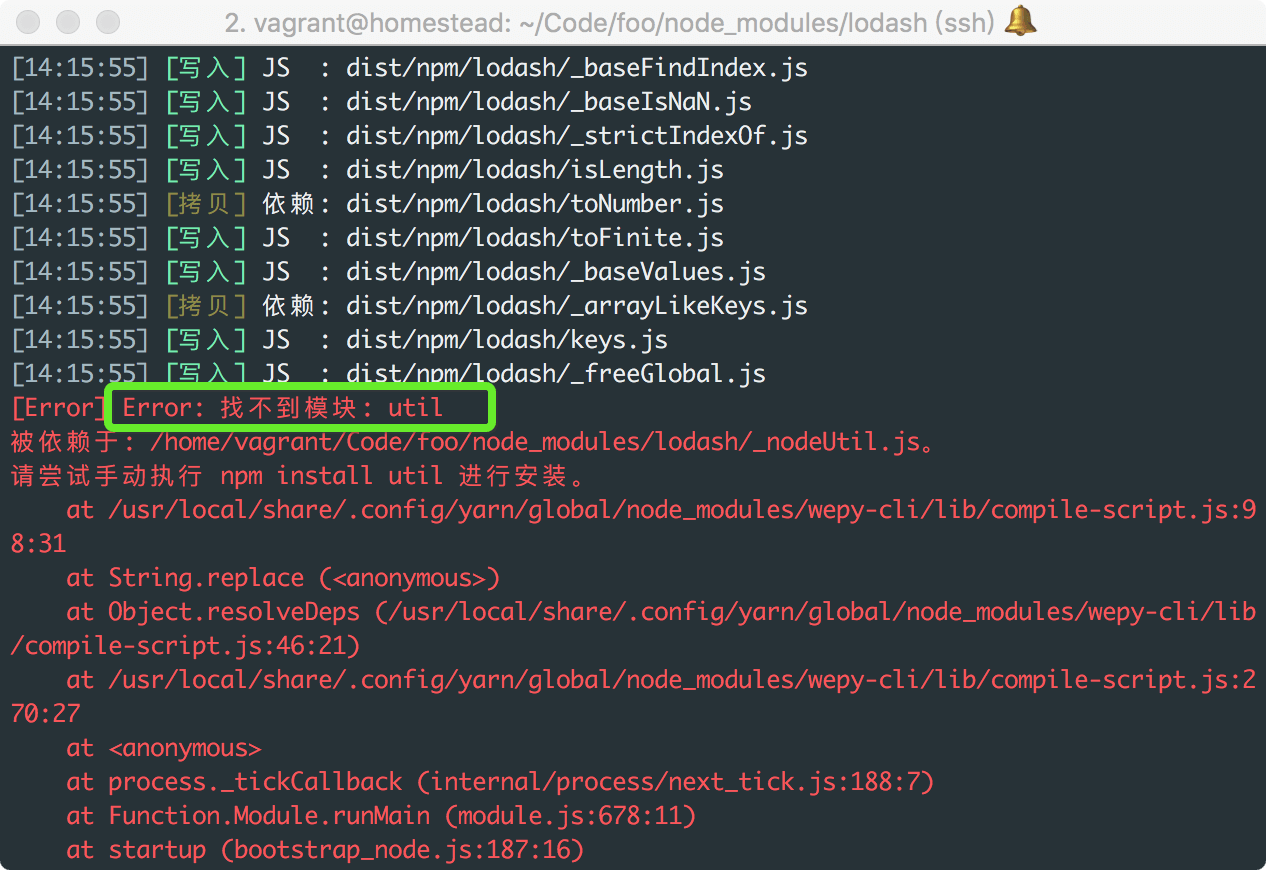 2. vagrant@homestead: ~/Code/foo/node_modules/lodash (ssh)
[14:15:55] [写入] JS : dist/npm/lodash/_baseFindIndex.js
[14:15:55] [写入] JS : dist/npm/lodash/_baseIsNaN.js
[14:15:55] [写入] JS : dist/npm/lodash/_strictIndexOf.js
[14:15:55] [写入] JS : dist/npm/lodash/isLength.js
[14:15:55] [拷贝] 依赖: dist/npm/lodash/toNumber.js
[14:15:55] [写入] JS : dist/npm/lodash/toFinite.js
[14:15:55] [写入] JS : dist/npm/lodash/_baseValues.js
[14:15:55] [拷贝] 依赖: dist/npm/lodash/_arrayLikeKeys.js
[14:15:55] [写入] JS : dist/npm/lodash/keys.js
[14:15:55] [写入] JS : dist/npm/lodash/_freeGlobal.js
[Error] Error: 找不到模块: util
被依赖于: /home/vagrant/Code/foo/node_modules/lodash/_nodeUtil.js。
请尝试手动执行 npm install util 进行安装。
at /usr/local/share/.config/yarn/global/node_modules/wepy-cli/lib/compile-script.js:9
8:31
at String.replace (<anonymous>)
at Object.resolveDeps (/usr/local/share/.config/yarn/global/node_modules/wepy-cli/lib
/compile-script.js:46:21)
at /usr/local/share/.config/yarn/global/node_modules/wepy-cli/lib/compile-script.js:2
70:27
at <anonymous>
at process._tickCallback (internal/process/next_tick.js:188:7)
at Function.Module.runMain (module.js:678:11)
at startup (bootstrap_node.js:187:16)